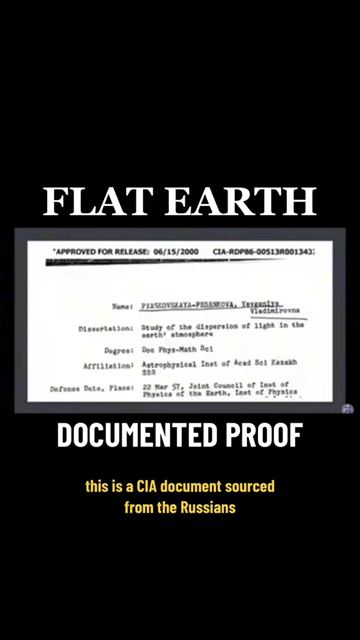 FLAT EARTH
"APPROVED FOR RELEASE: 06/15/2000 CIA-RDP86-00513R001343
Name: PYASKOVSKAYA-FESENKOVA, Yevgeniya
Vladimirovna
Dissertation: Study of the dispersion of light in the
earth' atmosphere
Degree: Doc Phys-Math Sci
Affiliation: Astrophysical Inst of Acad Sci Kazakh
SSR
Defense Date, Place: 22 Mar 57, Joint Council of Inst of
Physics of the Earth, Inst of Physics
DOCUMENTED PROOF
this is a CIA document sourced
from the Russians